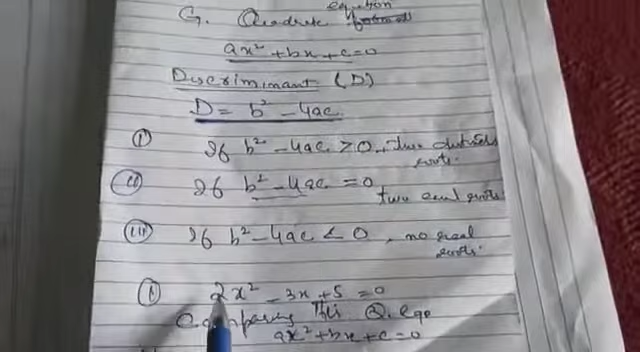 equation
G. Quadratic
ax² + bx + c = 0
Discriminant (D)
D = b² - 4ac
(i) If b² - 4ac > 0, two distinct
roots.
(ii) If b² - 4ac = 0
two equal roots
(iii) If b² - 4ac < 0, no real
roots.
(i) 2x² - 3x + 5 = 0
Comparing this Q. eqn
ax² + bx + c = 0